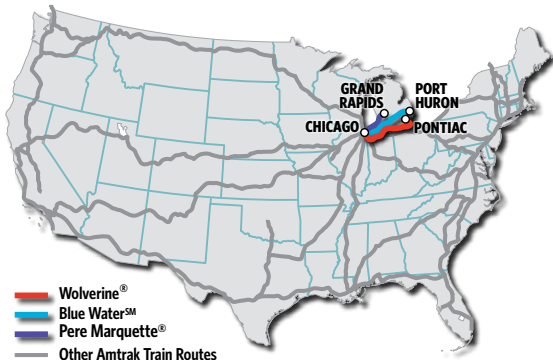 GRAND
RAPIDS
PORT
HURON
CHICAGO
PONTIAC
Wolverine®
Blue Water℠
Pere Marquette®
Other Amtrak Train Routes